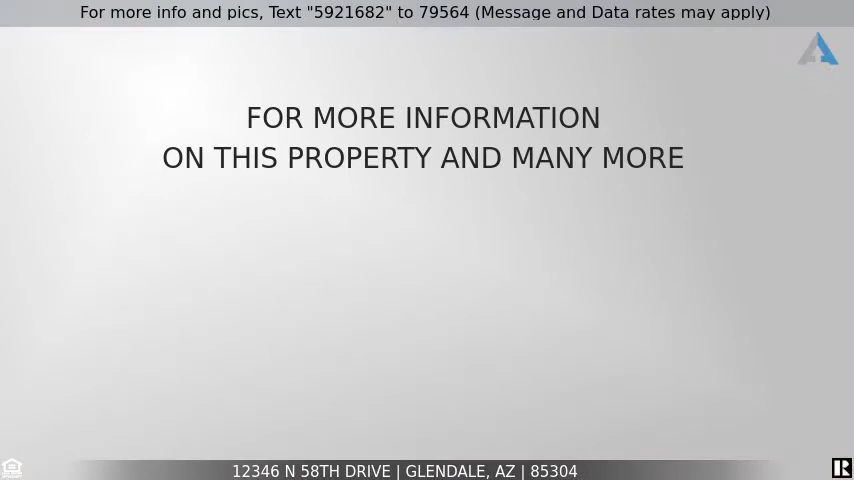 For more info and pics, Text "5921682" to 79564 (Message and Data rates may apply)
FOR MORE INFORMATION
ON THIS PROPERTY AND MANY MORE
12346 N 58TH DRIVE | GLENDALE, AZ | 85304